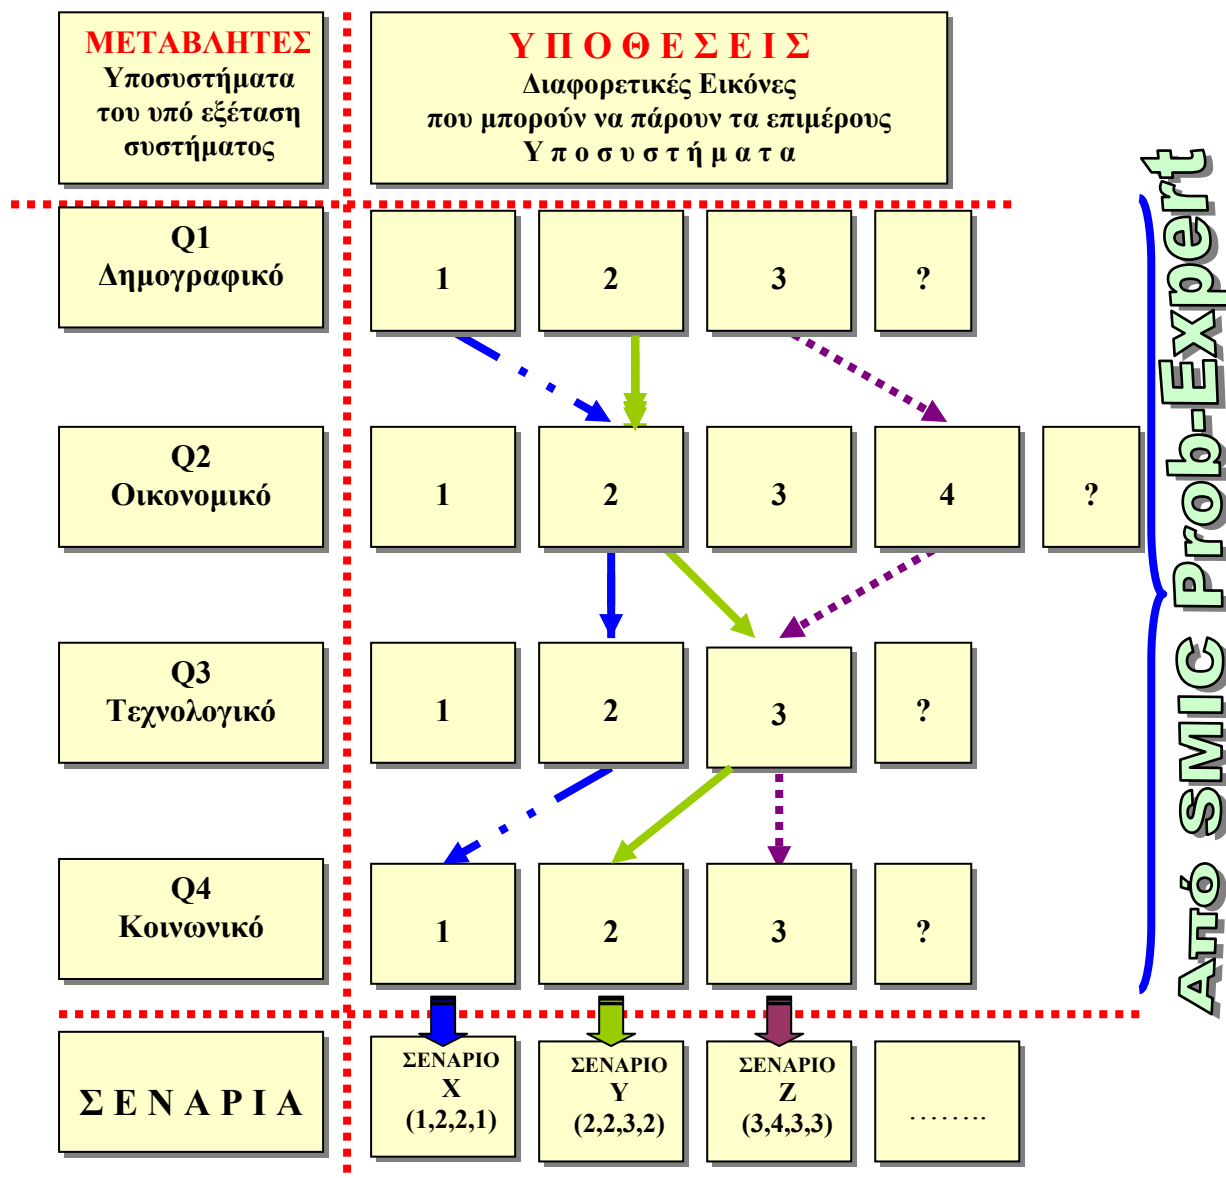 ΜΕΤΑΒΛΗΤΕΣ
Υποσυστήματα
του υπό εξέταση
συστήματος
Υ Π Ο Θ Ε Σ Ε Ι Σ
Διαφορετικές Εικόνες
που μπορούν να πάρουν τα επιμέρους
Υ π ο σ υ σ τ ή μ α τ α
Q1
Δημογραφικό
1
2
3
?
Q2
Οικονομικό
1
2
3
4
?
Q3
Τεχνολογικό
1
2
3
?
Q4
Κοινωνικό
1
2
3
?
Σ Ε Ν Α Ρ Ι Α
ΣΕΝΑΡΙΟ
Χ
(1,2,2,1)
ΣΕΝΑΡΙΟ
Υ
(2,2,3,2)
ΣΕΝΑΡΙΟ
Ζ
(3,4,3,3)
……..
Από SMIC Prob-Expert